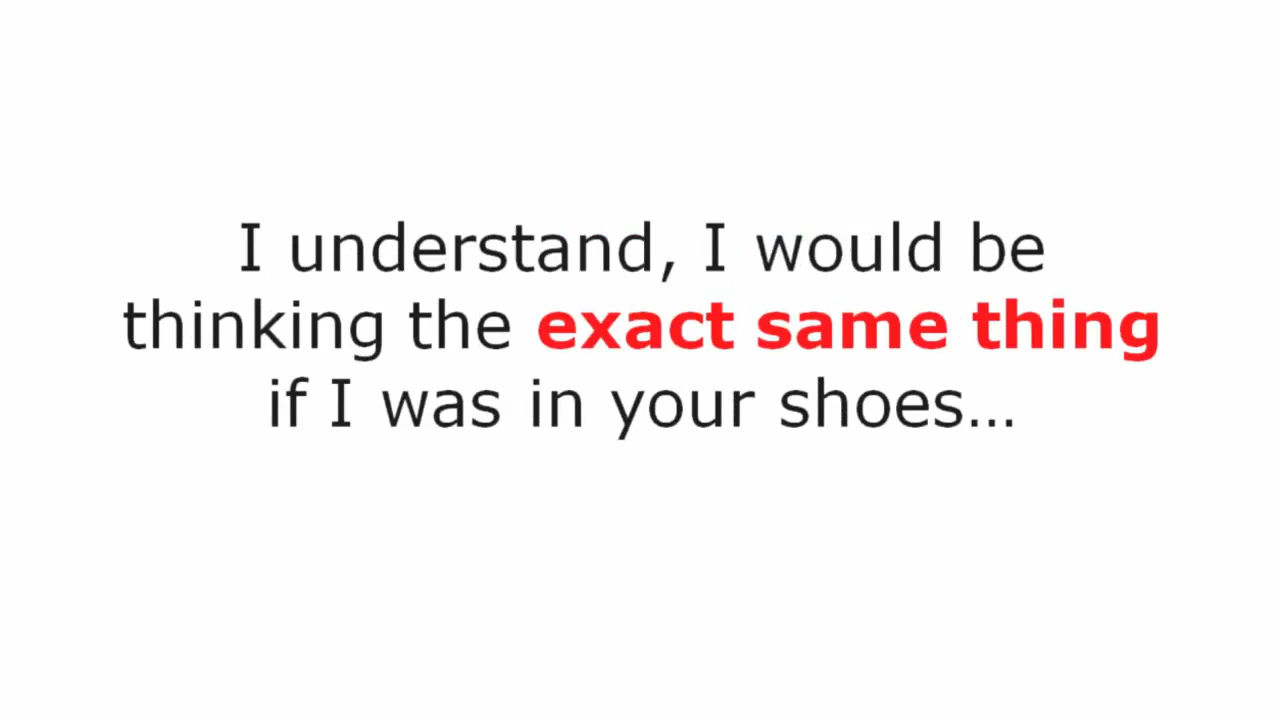 I understand, I would be
thinking the exact same thing
if I was in your shoes...